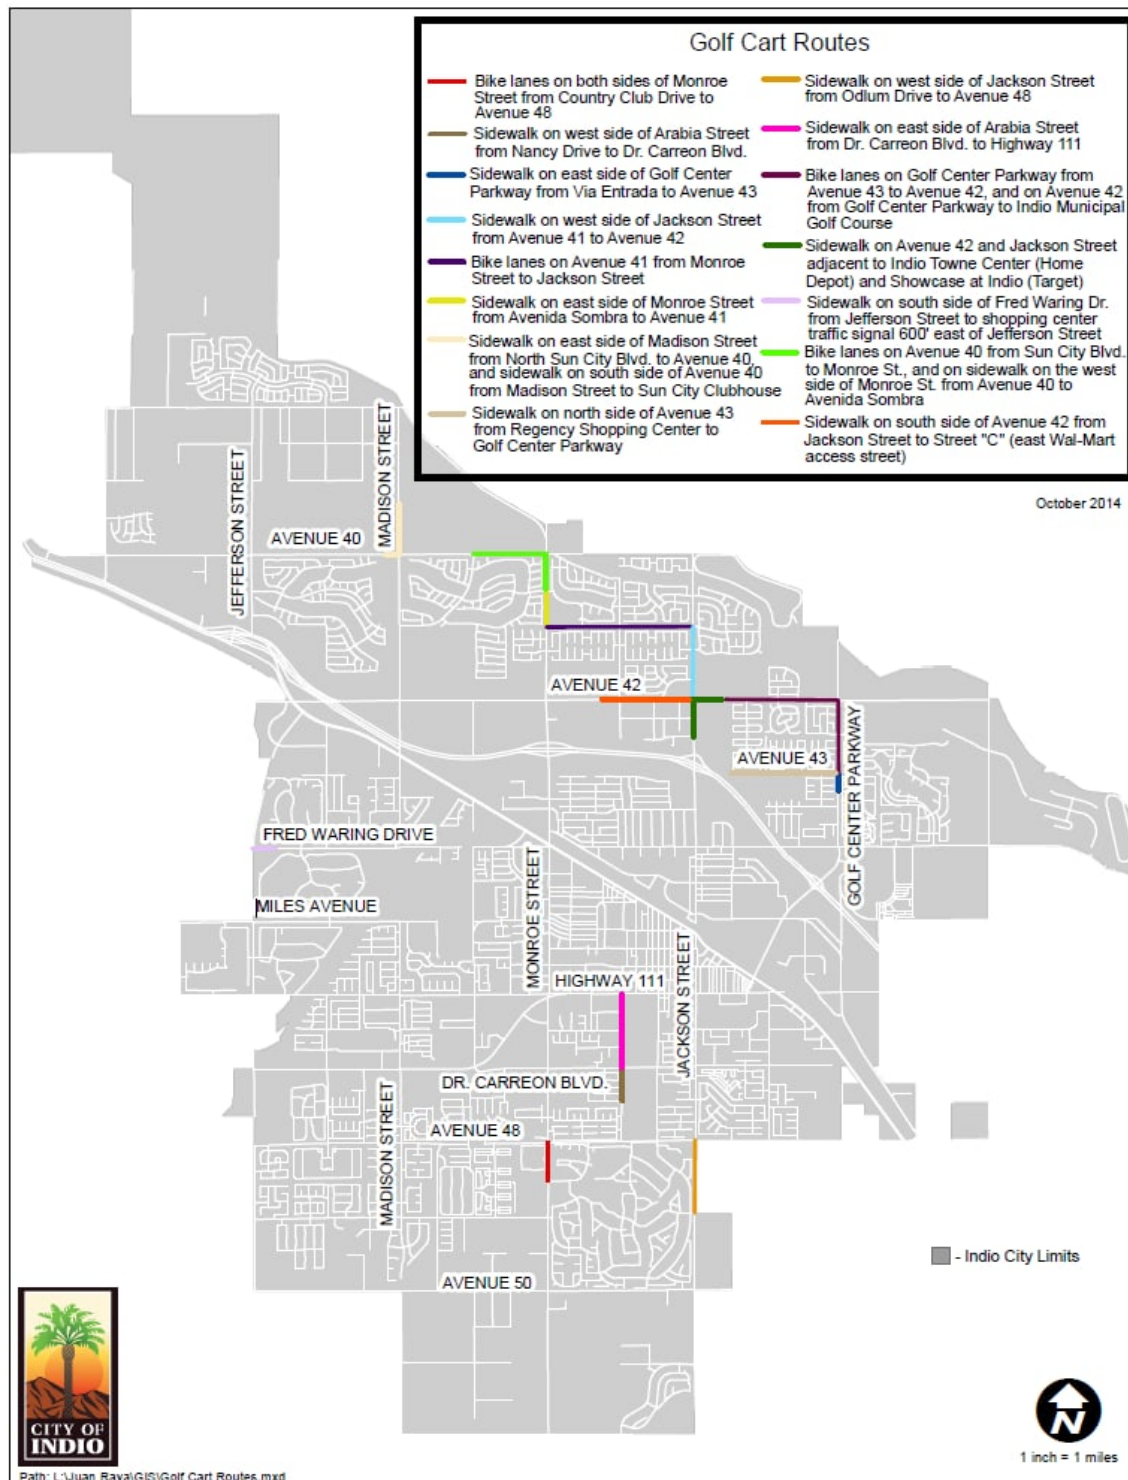 Golf Cart Routes
Bike lanes on both sides of Monroe
Street from Country Club Drive to
Avenue 48
Sidewalk on west side of Arabia Street
from Nancy Drive to Dr. Carreon Blvd.
Sidewalk on east side of Golf Center
Parkway from Via Entrada to Avenue 43
Sidewalk on west side of Jackson Street
from Avenue 41 to Avenue 42
Bike lanes on Avenue 41 from Monroe
Street to Jackson Street
Sidewalk on east side of Monroe Street
from Avenida Sombra to Avenue 41
Sidewalk on east side of Madison Street
from North Sun City Blvd. to Avenue 40,
and sidewalk on south side of Avenue 40
from Madison Street to Sun City Clubhouse
Sidewalk on north side of Avenue 43
from Regency Shopping Center to
Golf Center Parkway
Sidewalk on west side of Jackson Street
from Odlum Drive to Avenue 48
Sidewalk on east side of Arabia Street
from Dr. Carreon Blvd. to Highway 111
Bike lanes on Golf Center Parkway from
Avenue 43 to Avenue 42, and on Avenue 42
from Golf Center Parkway to Indio Municipal
Golf Course
Sidewalk on Avenue 42 and Jackson Street
adjacent to Indio Towne Center (Home
Depot) and Showcase at Indio (Target)
Sidewalk on south side of Fred Waring Dr.
from Jefferson Street to shopping center
traffic signal 600' east of Jefferson Street
Bike lanes on Avenue 40 from Sun City Blvd.
to Monroe St., and on sidewalk on the west
side of Monroe St. from Avenue 40 to
Avenida Sombra
Sidewalk on south side of Avenue 42 from
Jackson Street to Street "C" (east Wal-Mart
access street)
October 2014
JEFFERSON STREET
MADISON STREET
AVENUE 40
AVENUE 42
AVENUE 43
GOLF CENTER PARKWAY
FRED WARING DRIVE
MILES AVENUE
MONROE STREET
HIGHWAY 111
JACKSON STREET
DR. CARREON BLVD.
MADISON STREET
AVENUE 48
AVENUE 50
- Indio City Limits
CITY OF
INDIO
N
1 inch = 1 miles
Path: L:\Juan Raya\GIS\Golf Cart Routes.mxd